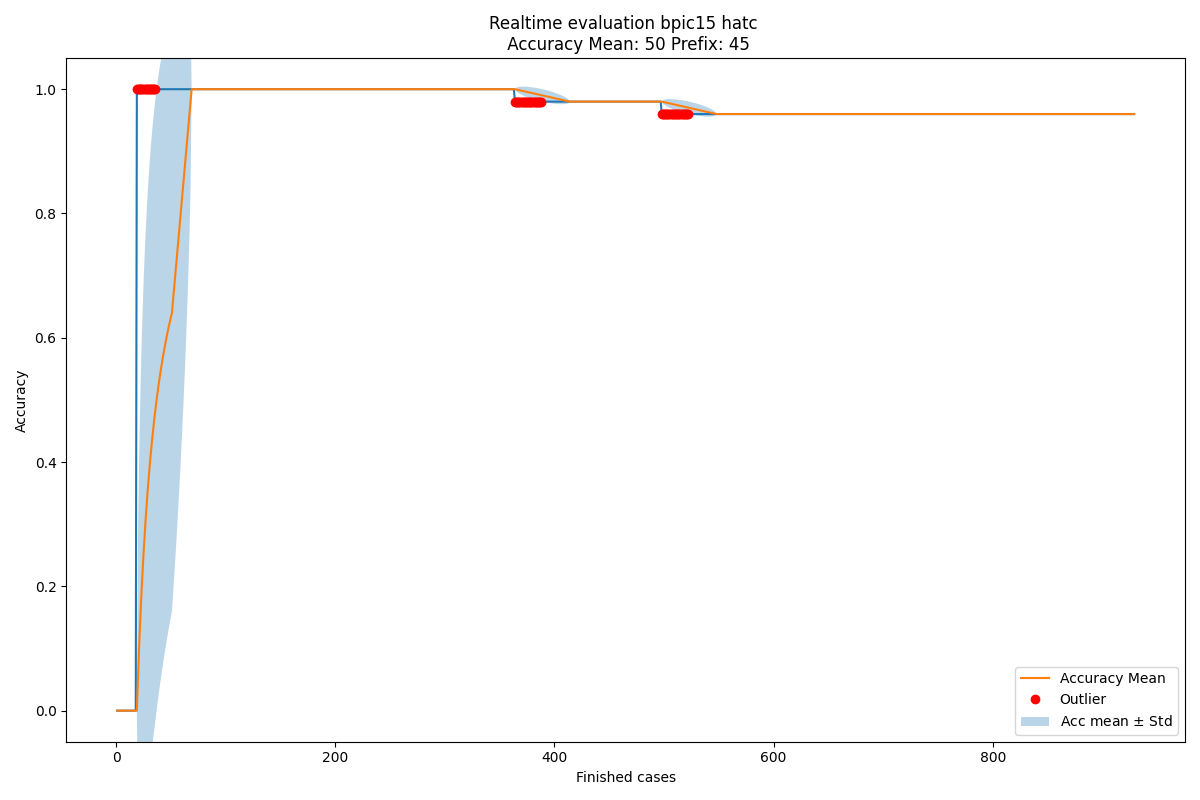 Realtime evaluation bpic15 hatc
Accuracy Mean: 50 Prefix: 45
1.0
0.8
0.6
0.4
0.2
0.0
Accuracy
0 200 400 600 800
Finished cases
Accuracy Mean
Outlier
Acc mean ± Std